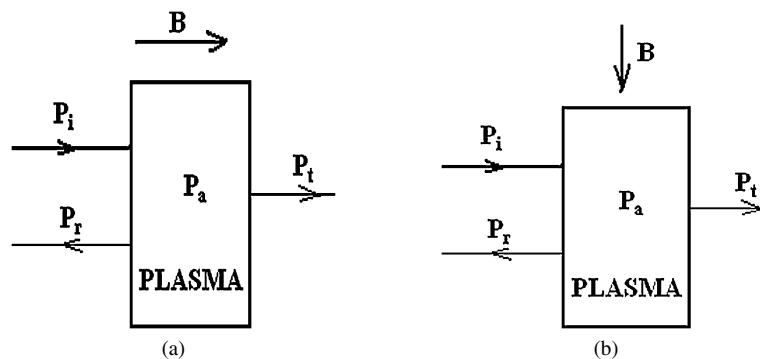 B
P_i
P_t
P_a
P_r
PLASMA
(a)
B
P_i
P_t
P_a
P_r
PLASMA
(b)